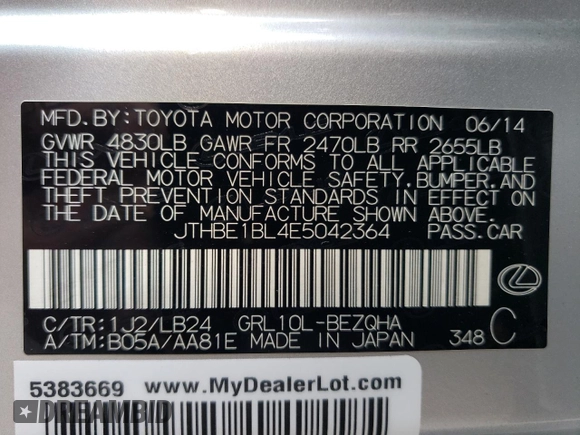 MFD.BY:TOYOTA MOTOR CORPORATION 06/14
GVWR 4830LB GAWR FR 2470LB RR 2655LB
THIS VEHICLE CONFORMS TO ALL APPLICABLE
FEDERAL MOTOR VEHICLE SAFETY,BUMPER,AND
THEFT PREVENTION STANDARDS IN EFFECT ON
THE DATE OF MANUFACTURE SHOWN ABOVE.
JTHBE1BL4E5042364 PASS.CAR
C/TR:1J2/LB24 GRL10L-BEZQHA
A/TM:B05A/AA81E MADE IN JAPAN 348 C
5383669 www.MyDealerLot.com
DREAMBID